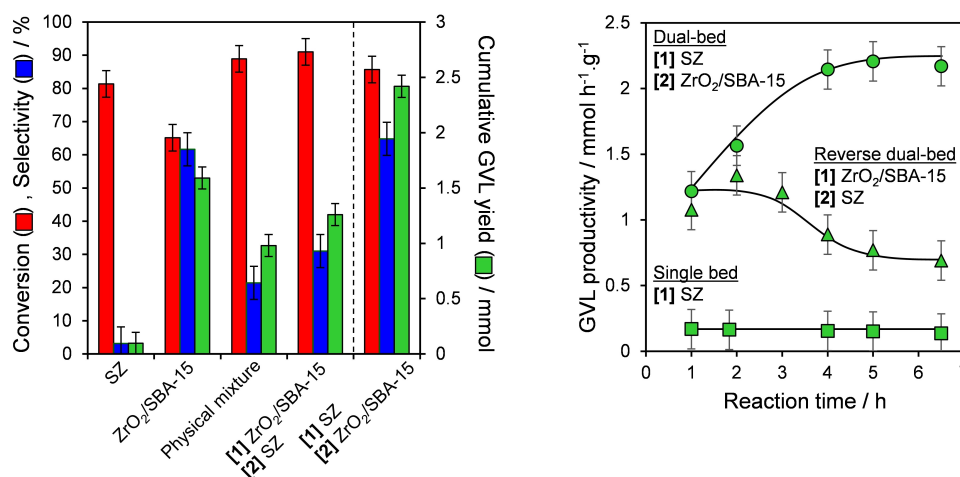 Conversion (■) , Selectivity (■) / %
100
90
80
70
60
50
40
30
20
10
0
3
2.5
2
1.5
1
0.5
0
Cumulative GVL yield (■) / mmol
SZ
ZrO₂/SBA-15
Physical mixture
[1] ZrO₂/SBA-15
[2] SZ
[1] SZ
[2] ZrO₂/SBA-15
GVL productivity / mmol h⁻¹.g⁻¹
2.5
2
1.5
1
0.5
0
Dual-bed
[1] SZ
[2] ZrO₂/SBA-15
Reverse dual-bed
[1] ZrO₂/SBA-15
[2] SZ
Single bed
[1] SZ
0 1 2 3 4 5 6 7
Reaction time / h